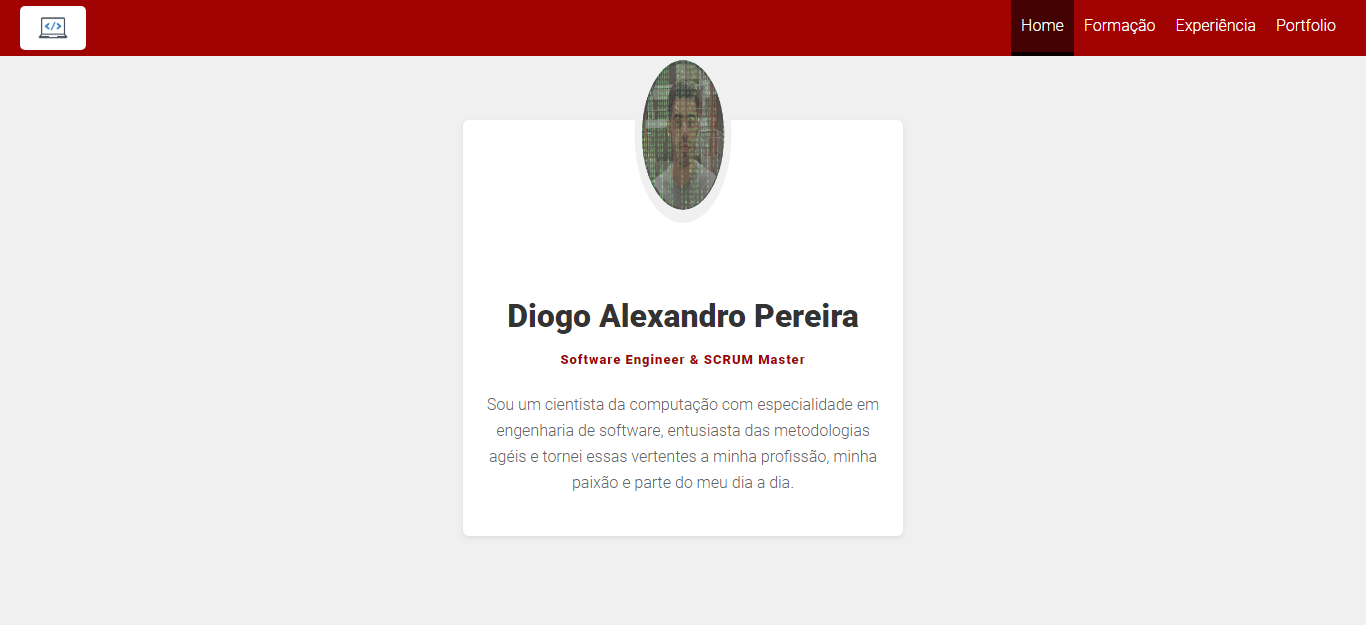 </>
Home Formação Experiência Portfolio
Diogo Alexandro Pereira
Software Engineer & SCRUM Master
Sou um cientista da computação com especialidade em
engenharia de software, entusiasta das metodologias
agéis e tornei essas vertentes a minha profissão, minha
paixão e parte do meu dia a dia.